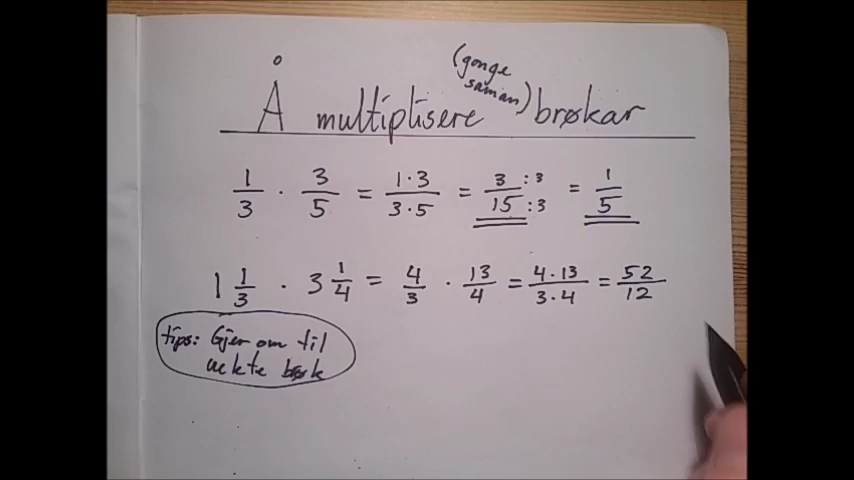 Å multiplisere (gonge saman) brøkar
1/3 · 3/5 = 1·3/3·5 = 3/15 :3/:3 = 1/5
1 1/3 · 3 1/4 = 4/3 · 13/4 = 4·13/3·4 = 52/12
tips: Gjer om til
uekte brøk